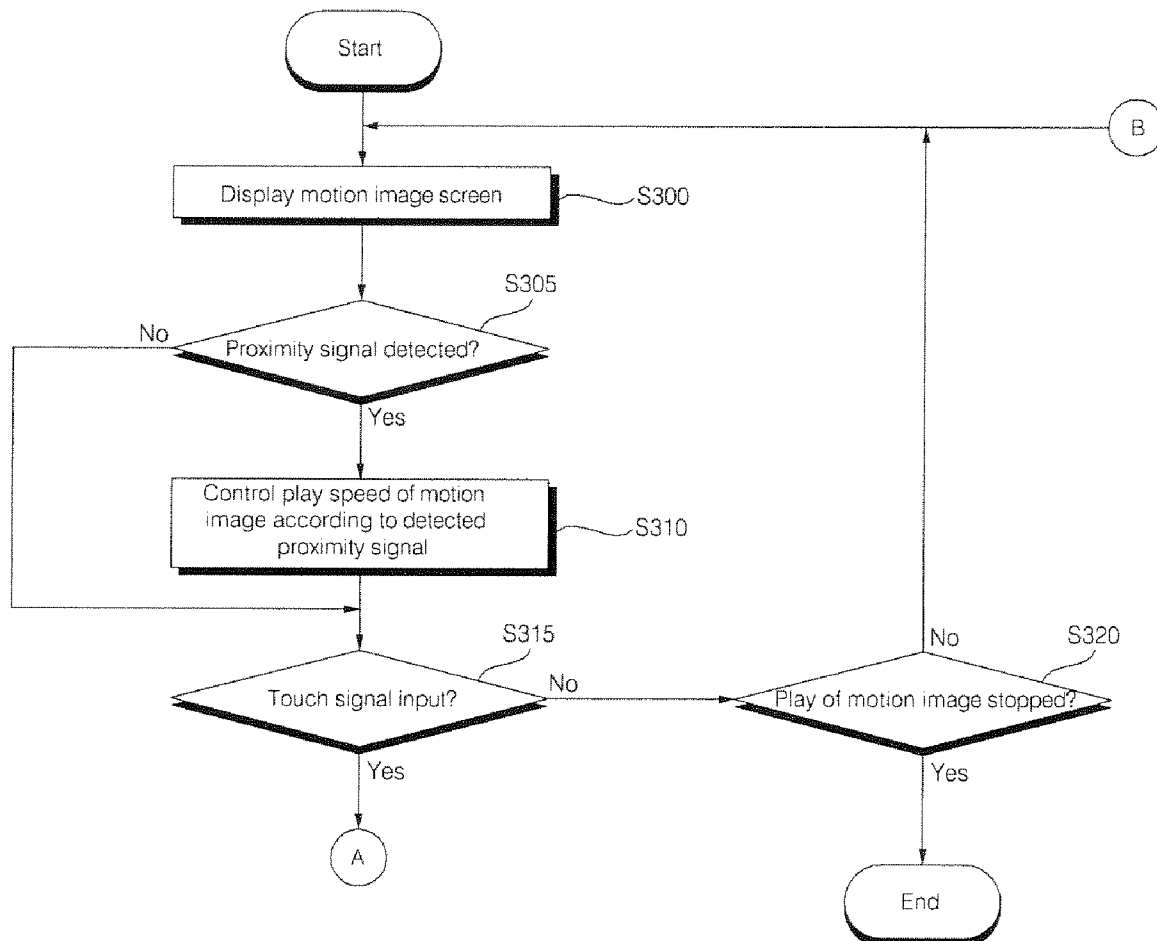 Start
B
Display motion image screen
S300
S305
No
Proximity signal detected?
Yes
Control play speed of motion
image according to detected
proximity signal
S310
S315
No
S320
Touch signal input?
No
Play of motion image stopped?
Yes
Yes
A
End